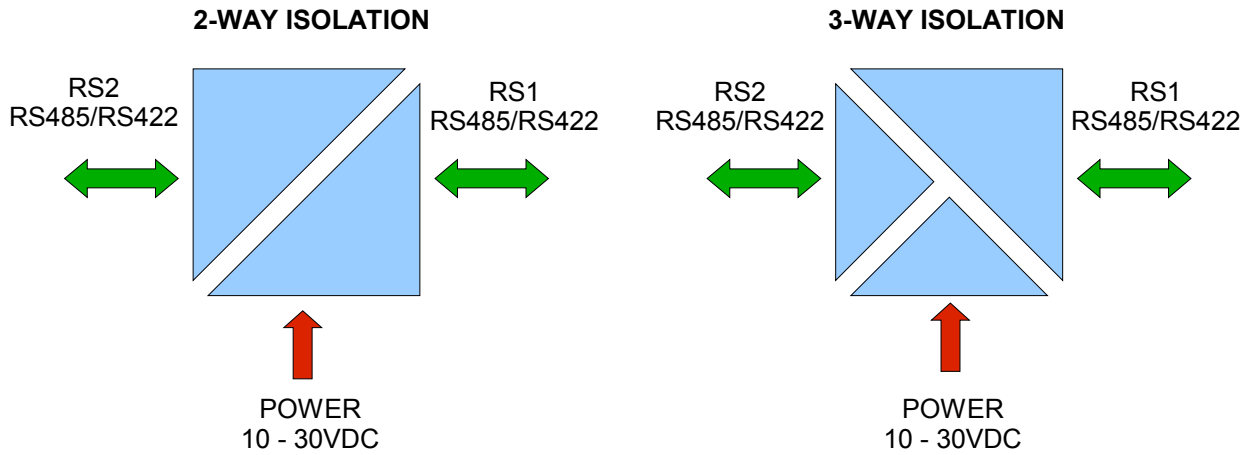 2-WAY ISOLATION
RS2
RS485/RS422
RS1
RS485/RS422
POWER
10 - 30VDC
3-WAY ISOLATION
RS2
RS485/RS422
RS1
RS485/RS422
POWER
10 - 30VDC